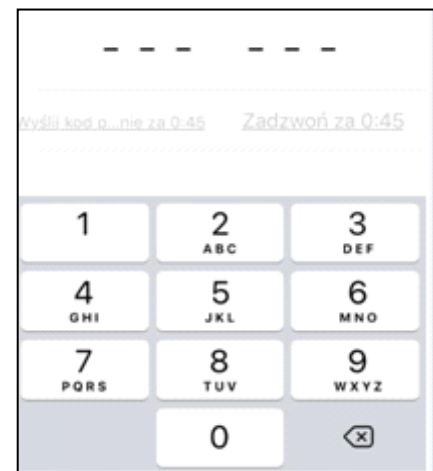 --- ---
Wyślij kod p...nie za 0:45 Zadzwoń za 0:45
1 2 3
ABC DEF
4 5 6
GHI JKL MNO
7 8 9
PQRS TUV WXYZ
0